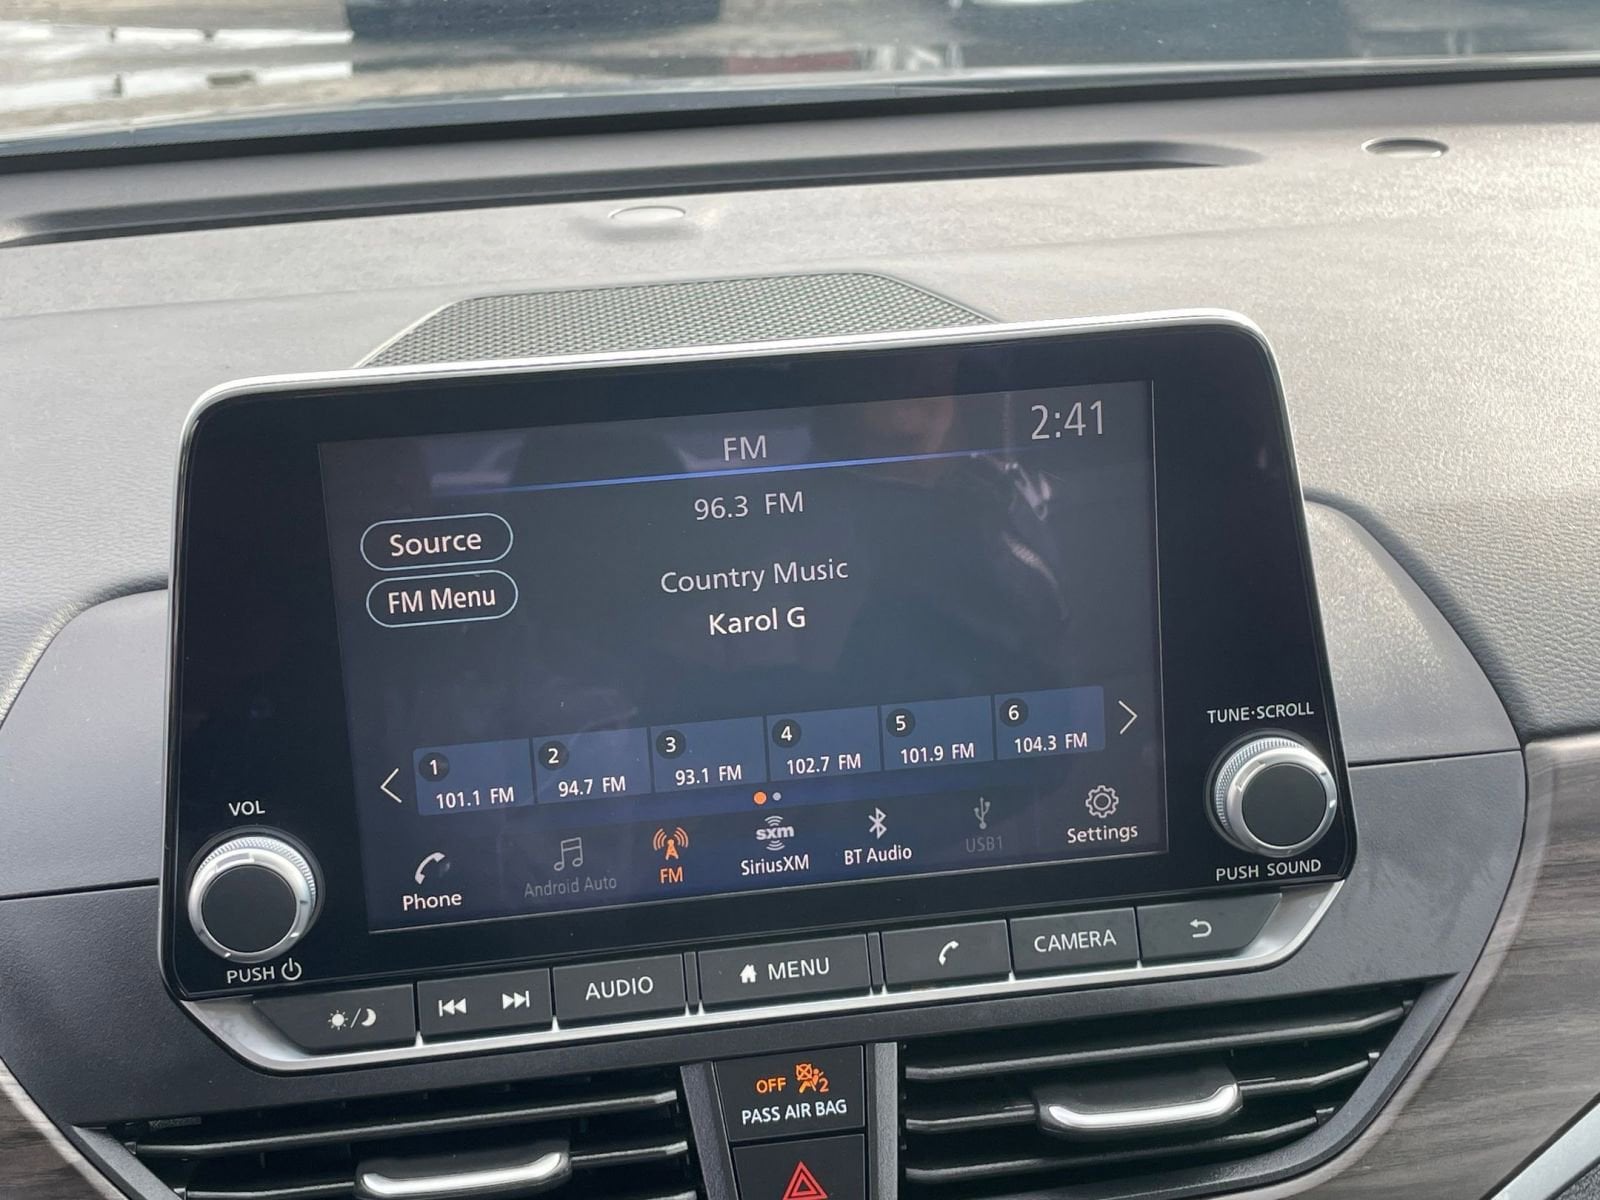 FM
2:41
96.3 FM
Source
FM Menu
Country Music
Karol G
1
101.1 FM
2
94.7 FM
3
93.1 FM
4
102.7 FM
5
101.9 FM
6
104.3 FM
Phone
Android Auto
FM
sxm
SiriusXM
BT Audio
USB1
Settings
VOL
PUSH
TUNE·SCROLL
PUSH SOUND
AUDIO
MENU
CAMERA
OFF
2
PASS AIR BAG